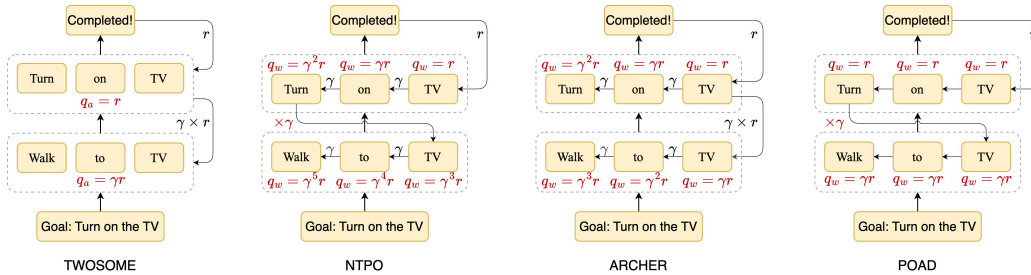 Completed!
r
Turn on TV
q_a = r
γ × r
Walk to TV
q_a = γr
Goal: Turn on the TV
TWOSOME
Completed!
r
q_w = γ²r q_w = γr q_w = r
Turn γ on γ TV
×γ
Walk γ to γ TV
q_w = γ⁵r q_w = γ⁴r q_w = γ³r
Goal: Turn on the TV
NTPO
Completed!
r
q_w = γ²r q_w = γr q_w = r
Turn γ on γ TV
γ × r
Walk γ to γ TV
q_w = γ³r q_w = γ²r q_w = γr
Goal: Turn on the TV
ARCHER
Completed!
r
q_w = r q_w = r q_w = r
Turn on TV
×γ
Walk to TV
q_w = γr q_w = γr q_w = γr
Goal: Turn on the TV
POAD